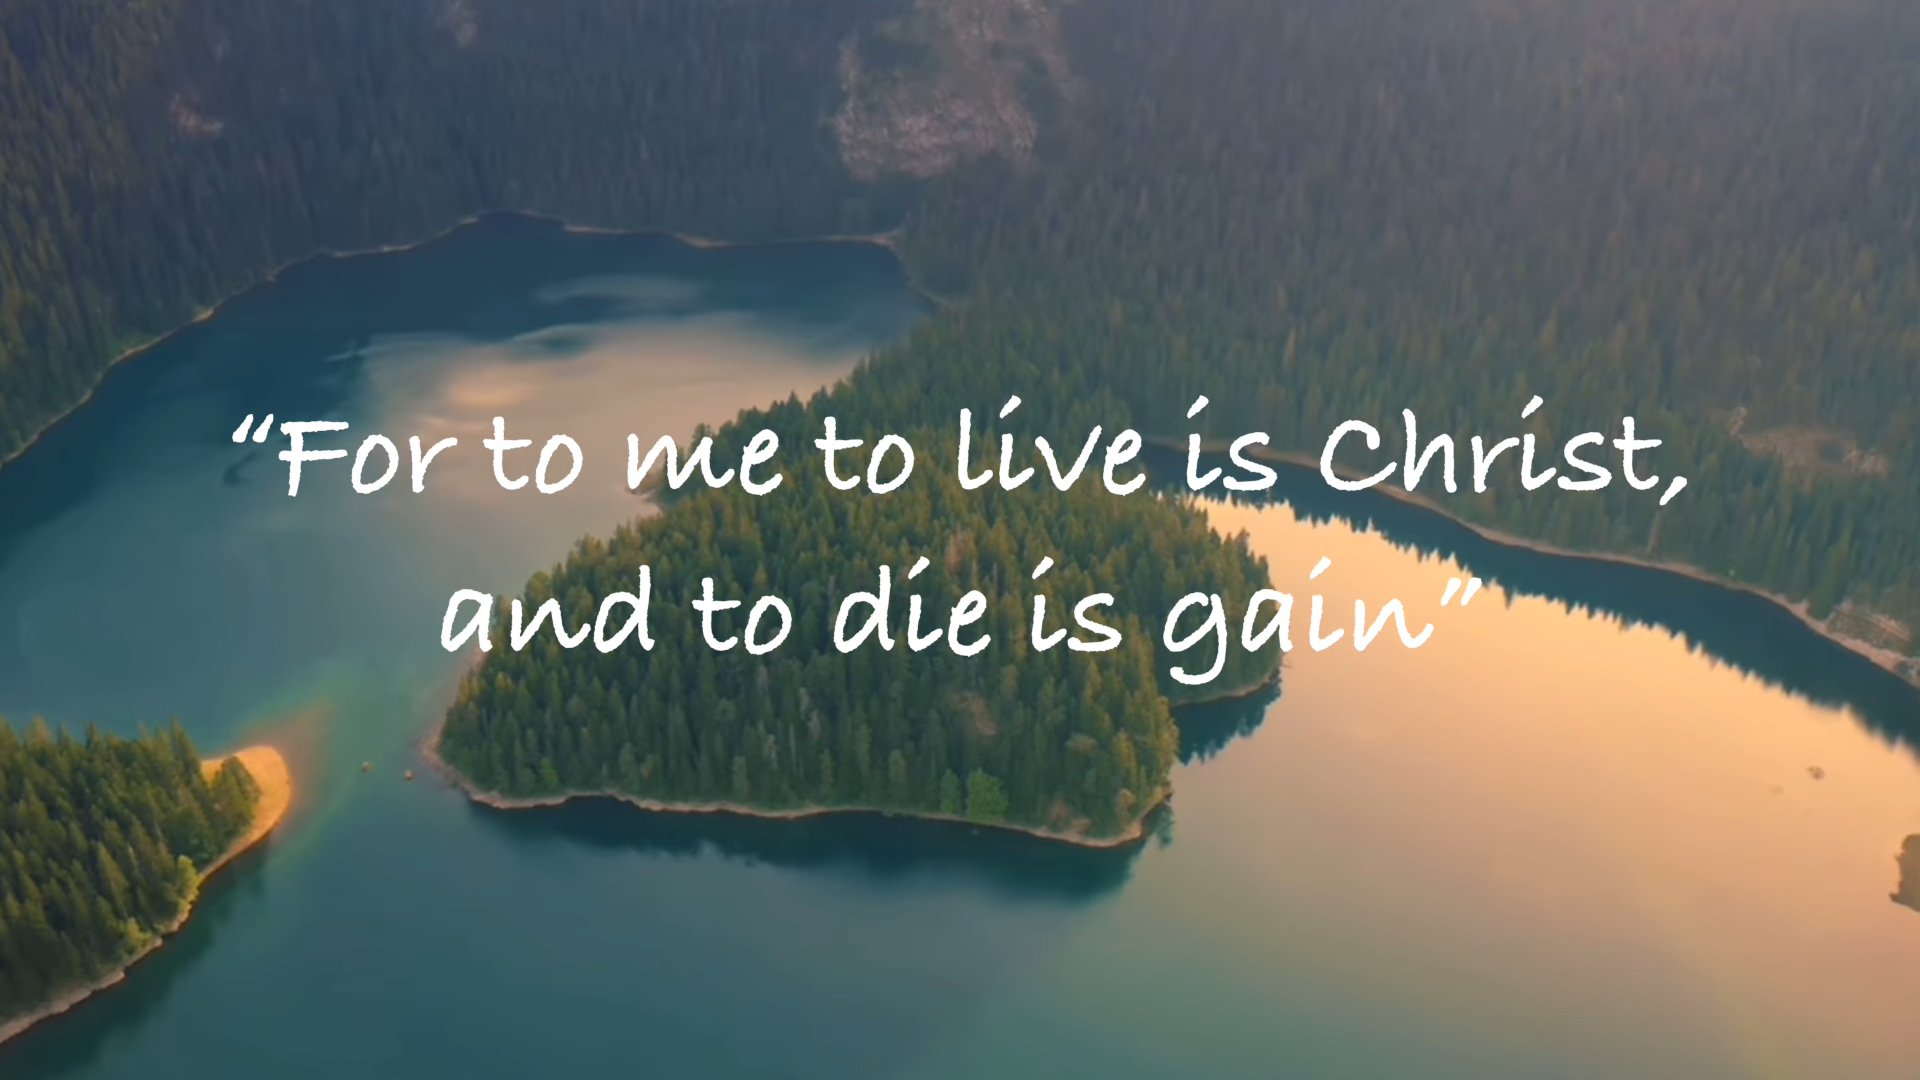 “For to me to live is Christ,
and to die is gain”